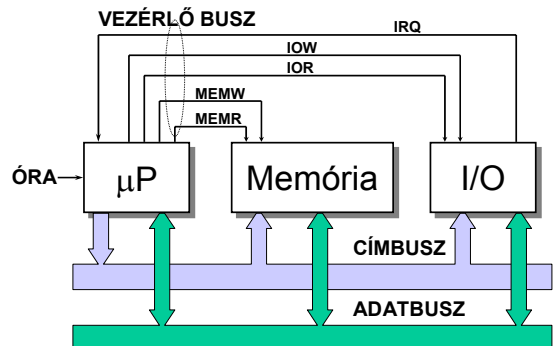 VEZÉRLŐ BUSZ
IRQ
IOW
IOR
MEMW
MEMR
ÓRA
μP
Memória
I/O
CÍMBUSZ
ADATBUSZ